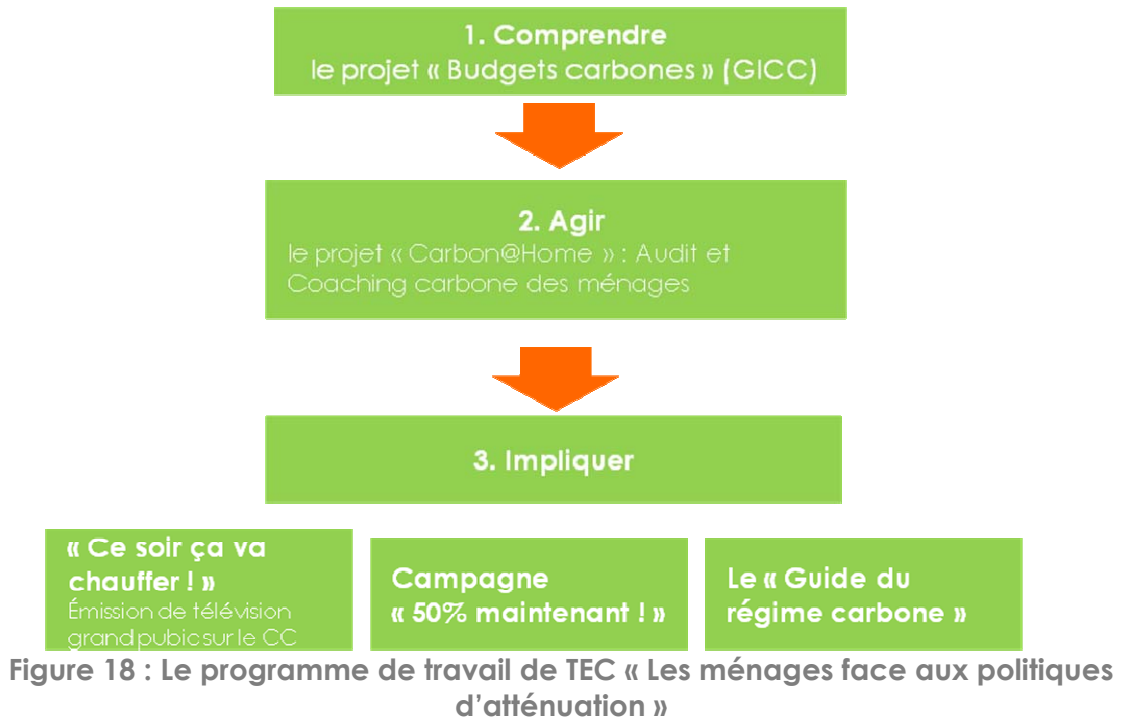 1. Comprendre
le projet « Budgets carbones » (GICC)
2. Agir
le projet « Carbon@Home » : Audit et
Coaching carbone des ménages
3. Impliquer
« Ce soir ça va
chauffer ! »
Émission de télévision
grand pubic sur le CC
Campagne
« 50% maintenant ! »
Le « Guide du
régime carbone »
Figure 18 : Le programme de travail de TEC « Les ménages face aux politiques
d’atténuation »